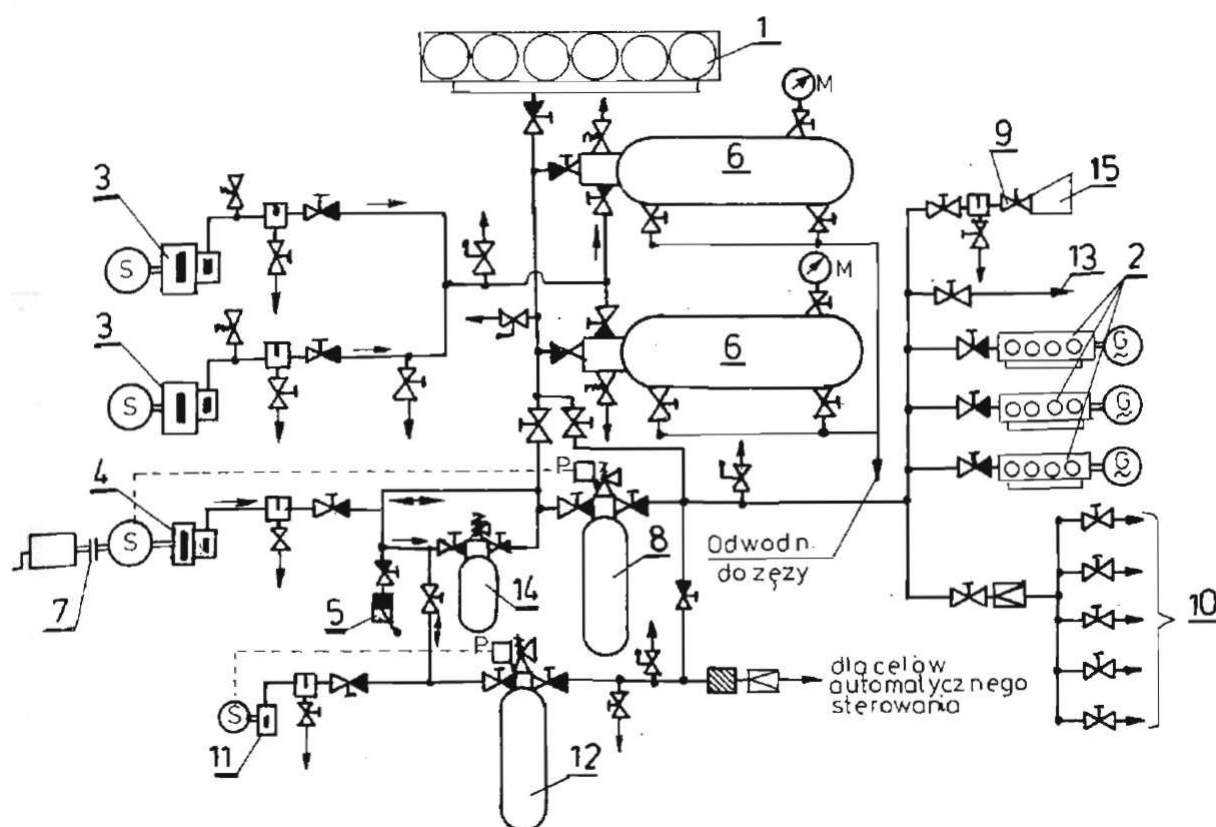 1
M
6
9
15
3
S
13
2
M
G
~
3
6
G
~
S
G
~
P
4
S
8
Odwodn.
do zęzy
10
7
5
14
P
dla celów
automatycznego
sterowania
S
11
12